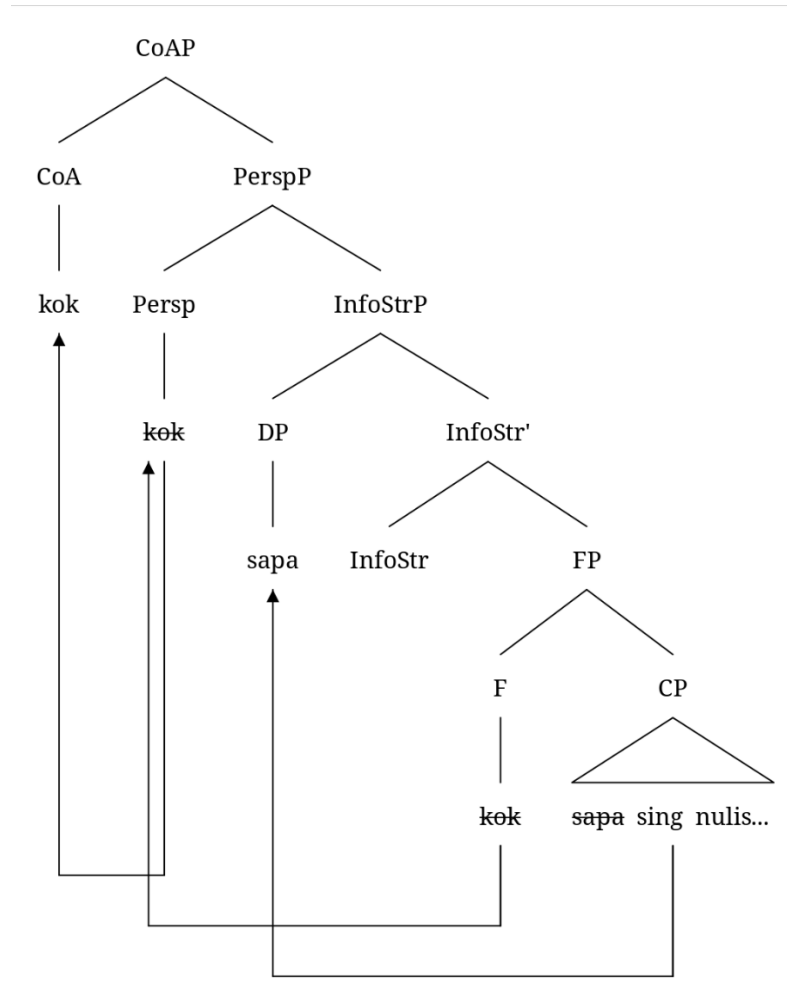 CoAP
CoA PerspP
kok Persp InfoStrP
kok DP InfoStr'
sapa InfoStr FP
F CP
kok sapa sing nulis...